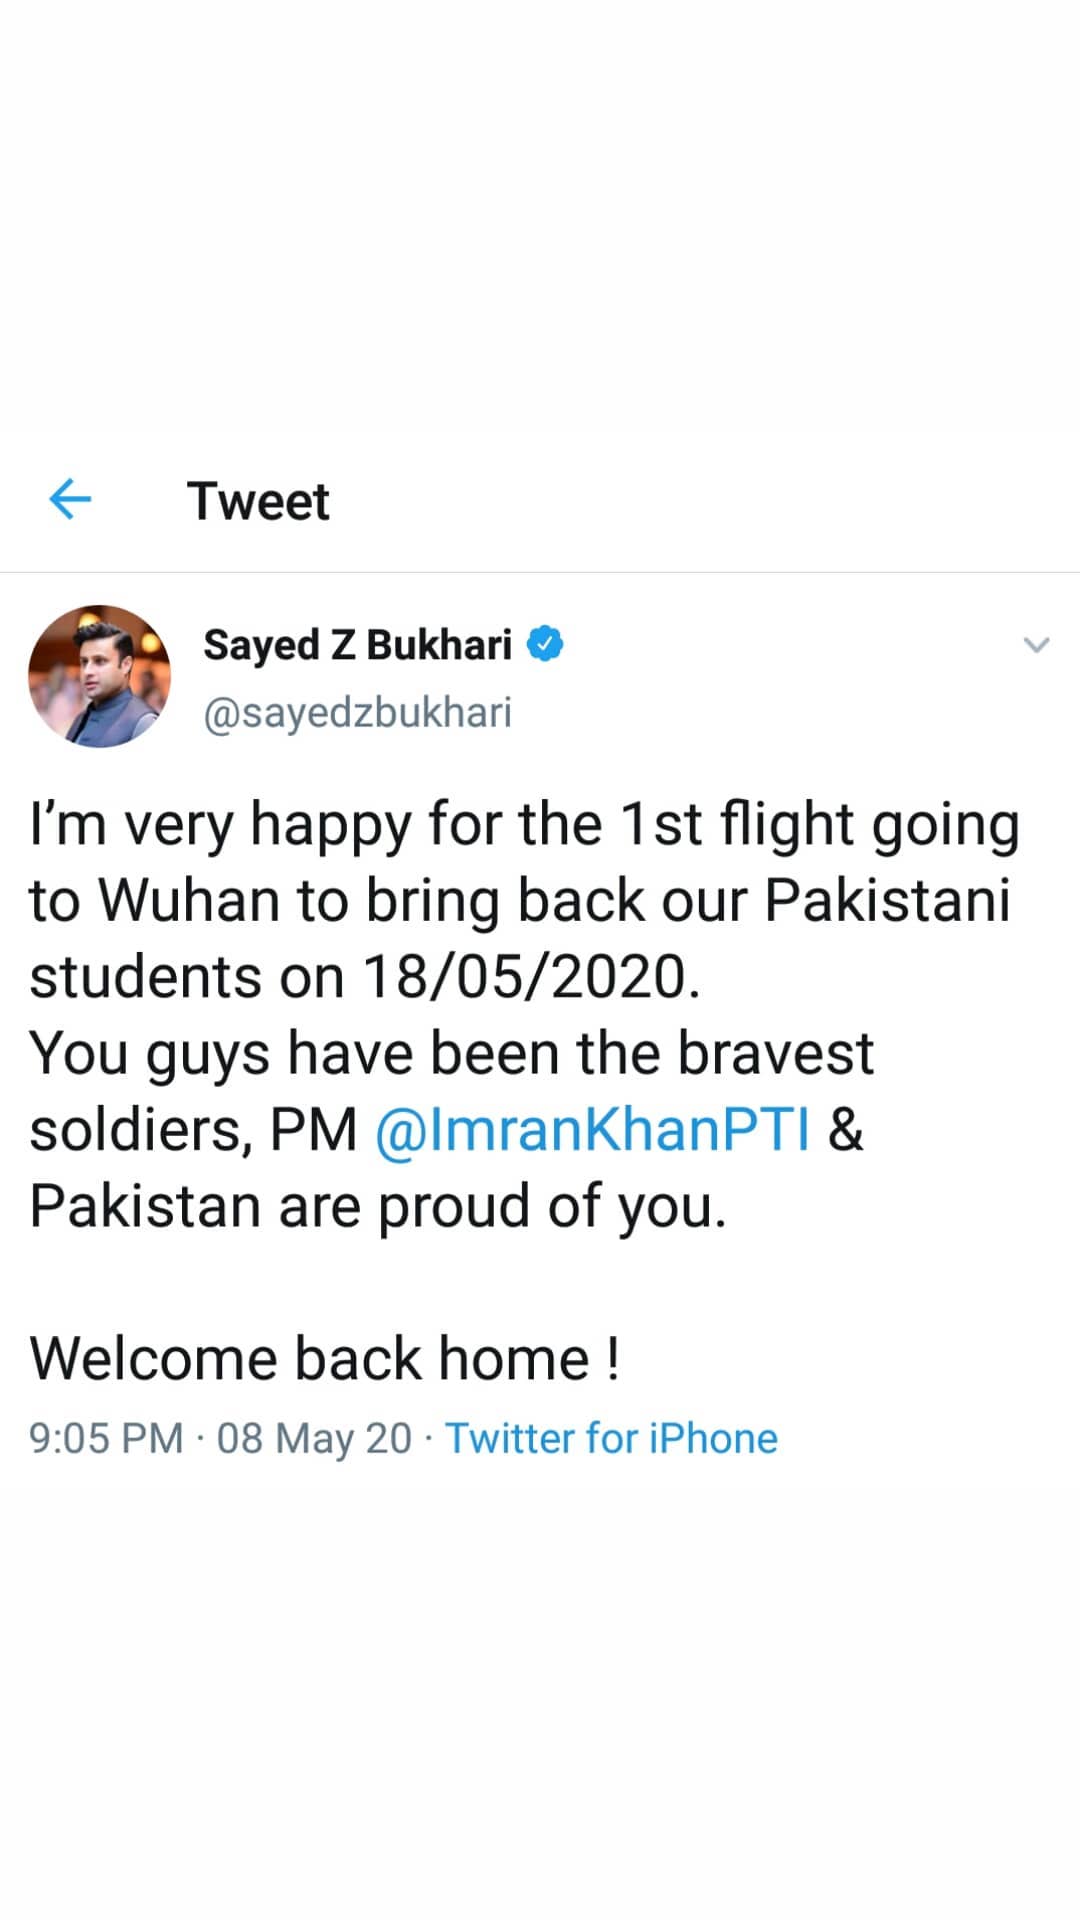 Tweet
Sayed Z Bukhari
@sayedzbukhari
I'm very happy for the 1st flight going
to Wuhan to bring back our Pakistani
students on 18/05/2020.
You guys have been the bravest
soldiers, PM @ImranKhanPTI &
Pakistan are proud of you.
Welcome back home !
9:05 PM · 08 May 20 · Twitter for iPhone